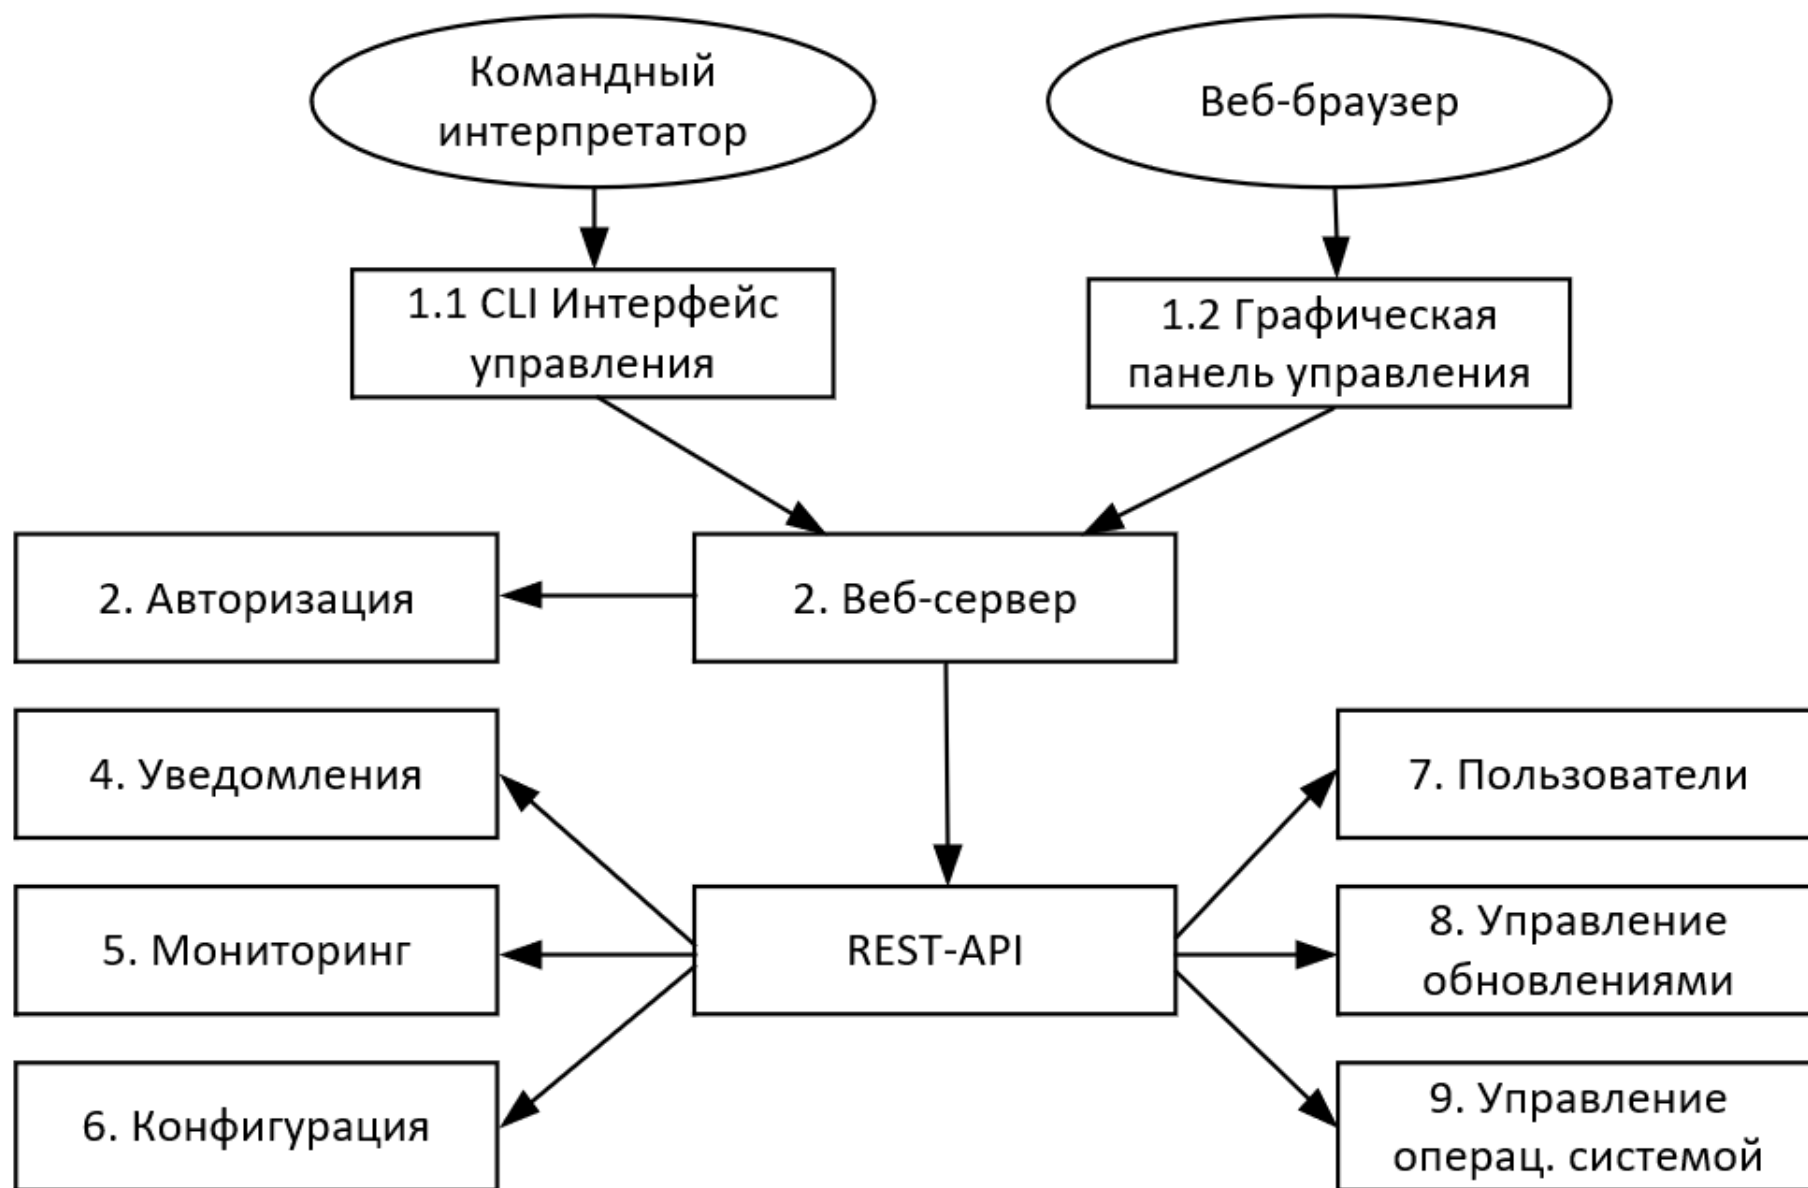 Командный
интерпретатор
Веб-браузер
1.1 CLI Интерфейс
управления
1.2 Графическая
панель управления
2. Авторизация
2. Веб-сервер
4. Уведомления
7. Пользователи
5. Мониторинг
REST-API
8. Управление
обновлениями
6. Конфигурация
9. Управление
операц. системой